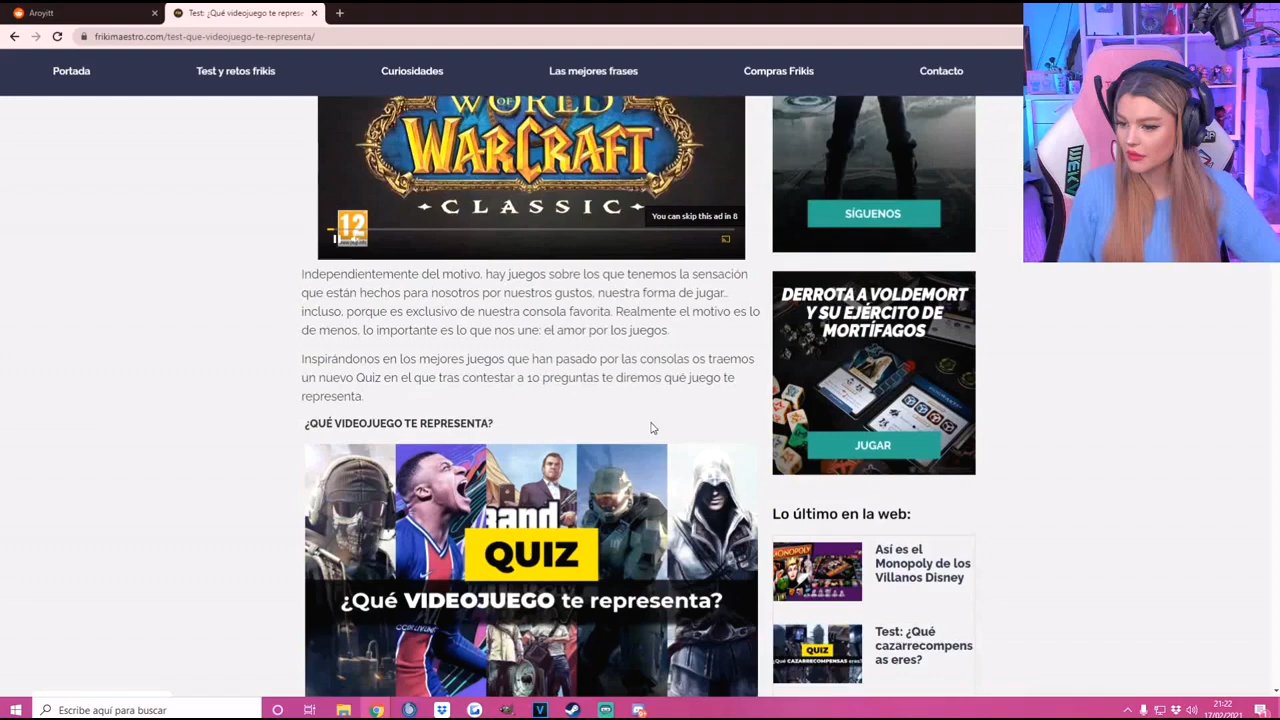 Aroyitt
Test: ¿Qué videojuego te represe
frikimaestro.com/test-que-videojuego-te-representa/
Portada
Test y retos frikis
Curiosidades
Las mejores frases
Compras Frikis
Contacto
WORLD
OF
WARCRAFT
CLASSIC
12
You can skip this ad in 8
Independientemente del motivo, hay juegos sobre los que tenemos la sensación
que están hechos para nosotros por nuestros gustos, nuestra forma de jugar…
incluso, porque es exclusivo de nuestra consola favorita. Realmente el motivo es lo
de menos, lo importante es lo que nos une: el amor por los juegos.
Inspirándonos en los mejores juegos que han pasado por las consolas os traemos
un nuevo Quiz en el que tras contestar a 10 preguntas te diremos qué juego te
representa.
¿QUÉ VIDEOJUEGO TE REPRESENTA?
QUIZ
¿Qué VIDEOJUEGO te representa?
SÍGUENOS
DERROTA A VOLDEMORT
Y SU EJÉRCITO DE
MORTÍFAGOS
JUGAR
Lo último en la web:
MONOPOLY
Así es el
Monopoly de los
Villanos Disney
QUIZ
¿Qué CAZARRECOMPENSAS eres?
Test: ¿Qué
cazarrecompens
as eres?
Escribe aquí para buscar
21:22
17/02/2021